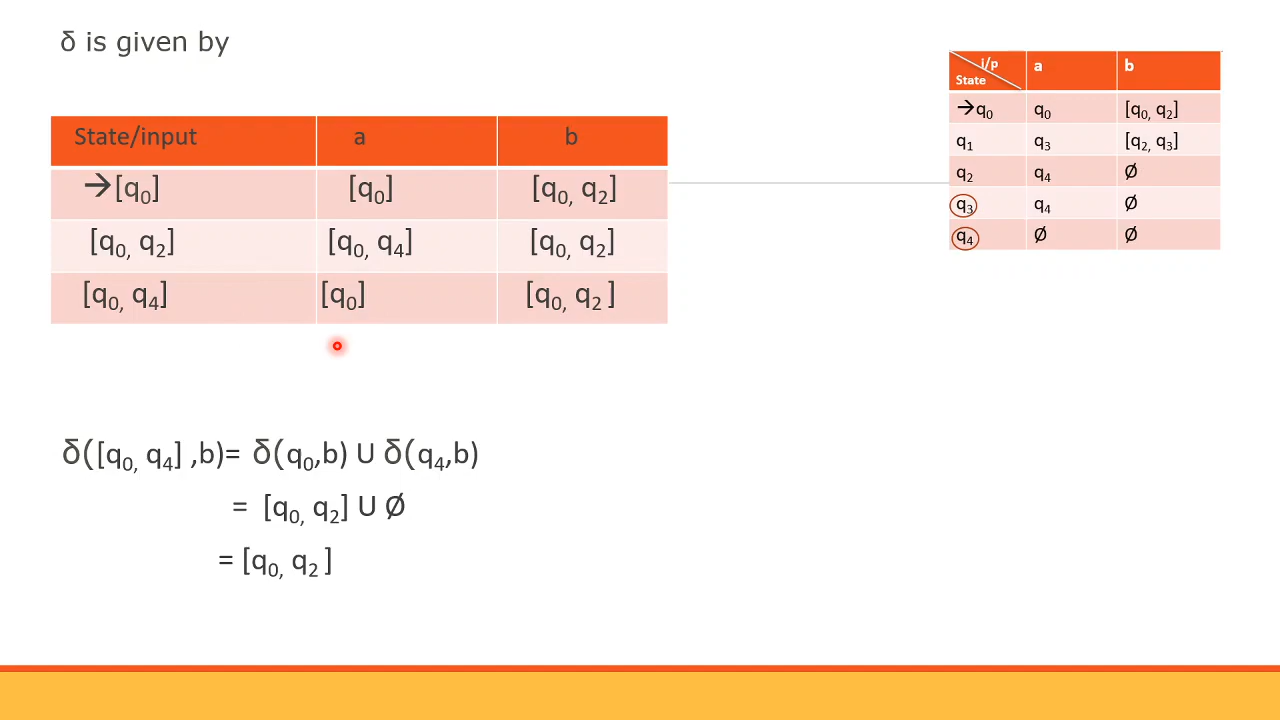 δ is given by
State/input a b
→[q₀] [q₀] [q₀, q₂]
[q₀, q₂] [q₀, q₄] [q₀, q₂]
[q₀, q₄] [q₀] [q₀, q₂ ]
i/p
State a b
→q₀ q₀ [q₀, q₂]
q₁ q₃ [q₂, q₃]
q₂ q₄ Ø
q₃ q₄ Ø
q₄ Ø Ø
δ([q₀, q₄] ,b)= δ(q₀,b) U δ(q₄,b)
= [q₀, q₂] U Ø
= [q₀, q₂ ]